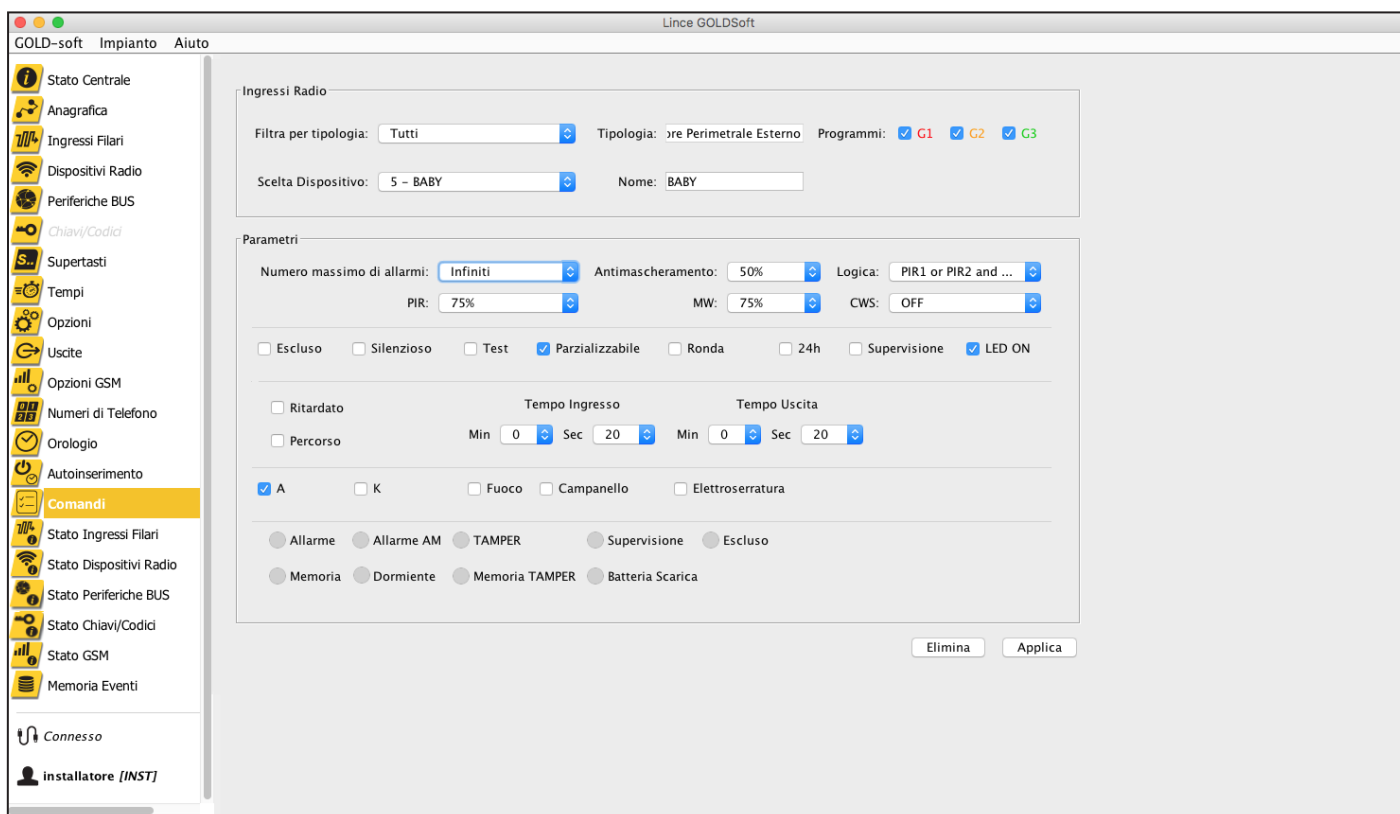 Lince GOLDSoft
GOLD-soft Impianto Aiuto
Stato Centrale
Anagrafica
Ingressi Filari
Dispositivi Radio
Periferiche BUS
Chiavi/Codici
Supertasti
Tempi
Opzioni
Uscite
Opzioni GSM
Numeri di Telefono
Orologio
Autoinserimento
Comandi
Stato Ingressi Filari
Stato Dispositivi Radio
Stato Periferiche BUS
Stato Chiavi/Codici
Stato GSM
Memoria Eventi
Connesso
installatore [INST]
Ingressi Radio
Filtra per tipologia: Tutti Tipologia: ore Perimetrale Esterno Programmi: G1 G2 G3
Scelta Dispositivo: 5 – BABY Nome: BABY
Parametri
Numero massimo di allarmi: Infiniti Antimascheramento: 50% Logica: PIR1 or PIR2 and ...
PIR: 75% MW: 75% CWS: OFF
Escluso Silenzioso Test Parzializzabile Ronda 24h Supervisione LED ON
Ritardato Tempo Ingresso Tempo Uscita
Percorso Min 0 Sec 20 Min 0 Sec 20
A K Fuoco Campanello Elettroserratura
Allarme Allarme AM TAMPER Supervisione Escluso
Memoria Dormiente Memoria TAMPER Batteria Scarica
Elimina Applica